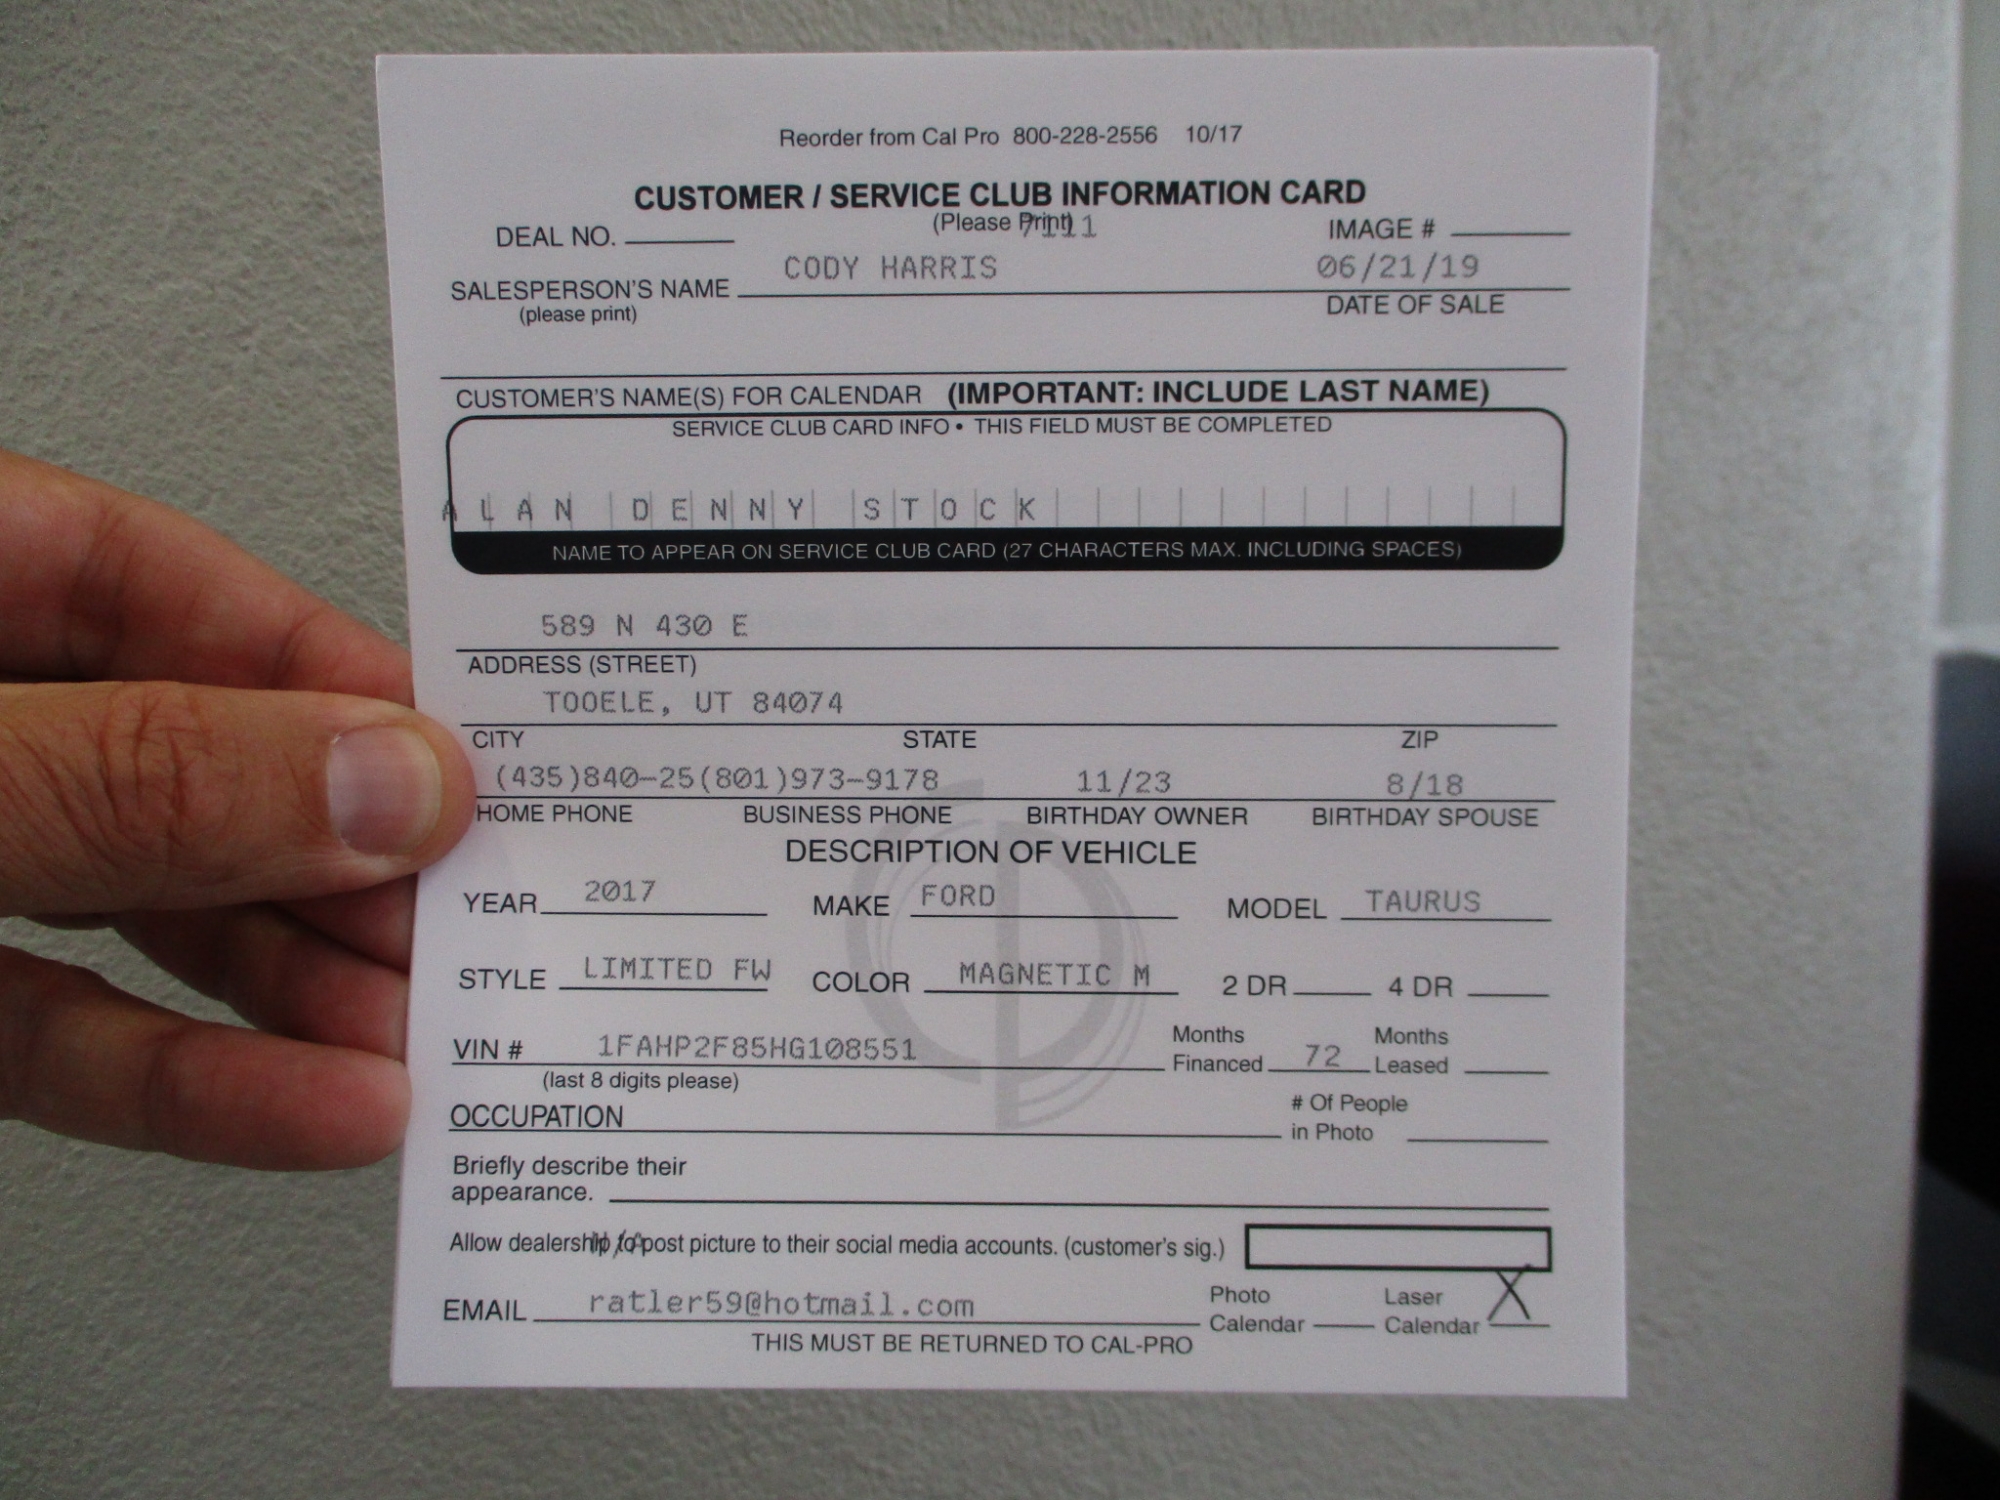 Reorder from Cal Pro 800-228-2556 10/17
CUSTOMER / SERVICE CLUB INFORMATION CARD
(Please Print) 7111
DEAL NO. IMAGE #
CODY HARRIS 06/21/19
SALESPERSON'S NAME DATE OF SALE
(please print)
CUSTOMER'S NAME(S) FOR CALENDAR (IMPORTANT: INCLUDE LAST NAME)
SERVICE CLUB CARD INFO • THIS FIELD MUST BE COMPLETED
ALAN DENNY STOCK
NAME TO APPEAR ON SERVICE CLUB CARD (27 CHARACTERS MAX. INCLUDING SPACES)
589 N 430 E
ADDRESS (STREET)
TOOELE, UT 84074
CITY STATE ZIP
(435)840-25(801)973-9178 11/23 8/18
HOME PHONE BUSINESS PHONE BIRTHDAY OWNER BIRTHDAY SPOUSE
DESCRIPTION OF VEHICLE
YEAR 2017 MAKE FORD MODEL TAURUS
STYLE LIMITED FW COLOR MAGNETIC M 2 DR 4 DR
VIN # 1FAHP2F85HG108551 Months Financed 72 Months Leased
(last 8 digits please)
OCCUPATION # Of People in Photo
Briefly describe their
appearance.
N/A
Allow dealership to post picture to their social media accounts. (customer's sig.)
EMAIL ratler59@hotmail.com Photo Calendar Laser Calendar X
THIS MUST BE RETURNED TO CAL-PRO